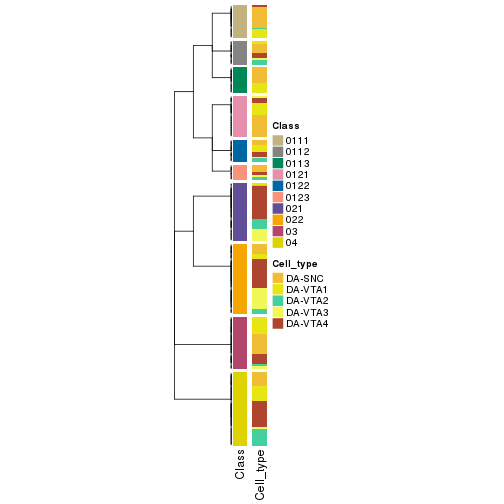 Class
0111
0112
0113
0121
0122
0123
021
022
03
04
Cell_type
DA-SNC
DA-VTA1
DA-VTA2
DA-VTA3
DA-VTA4
Class
Cell_type